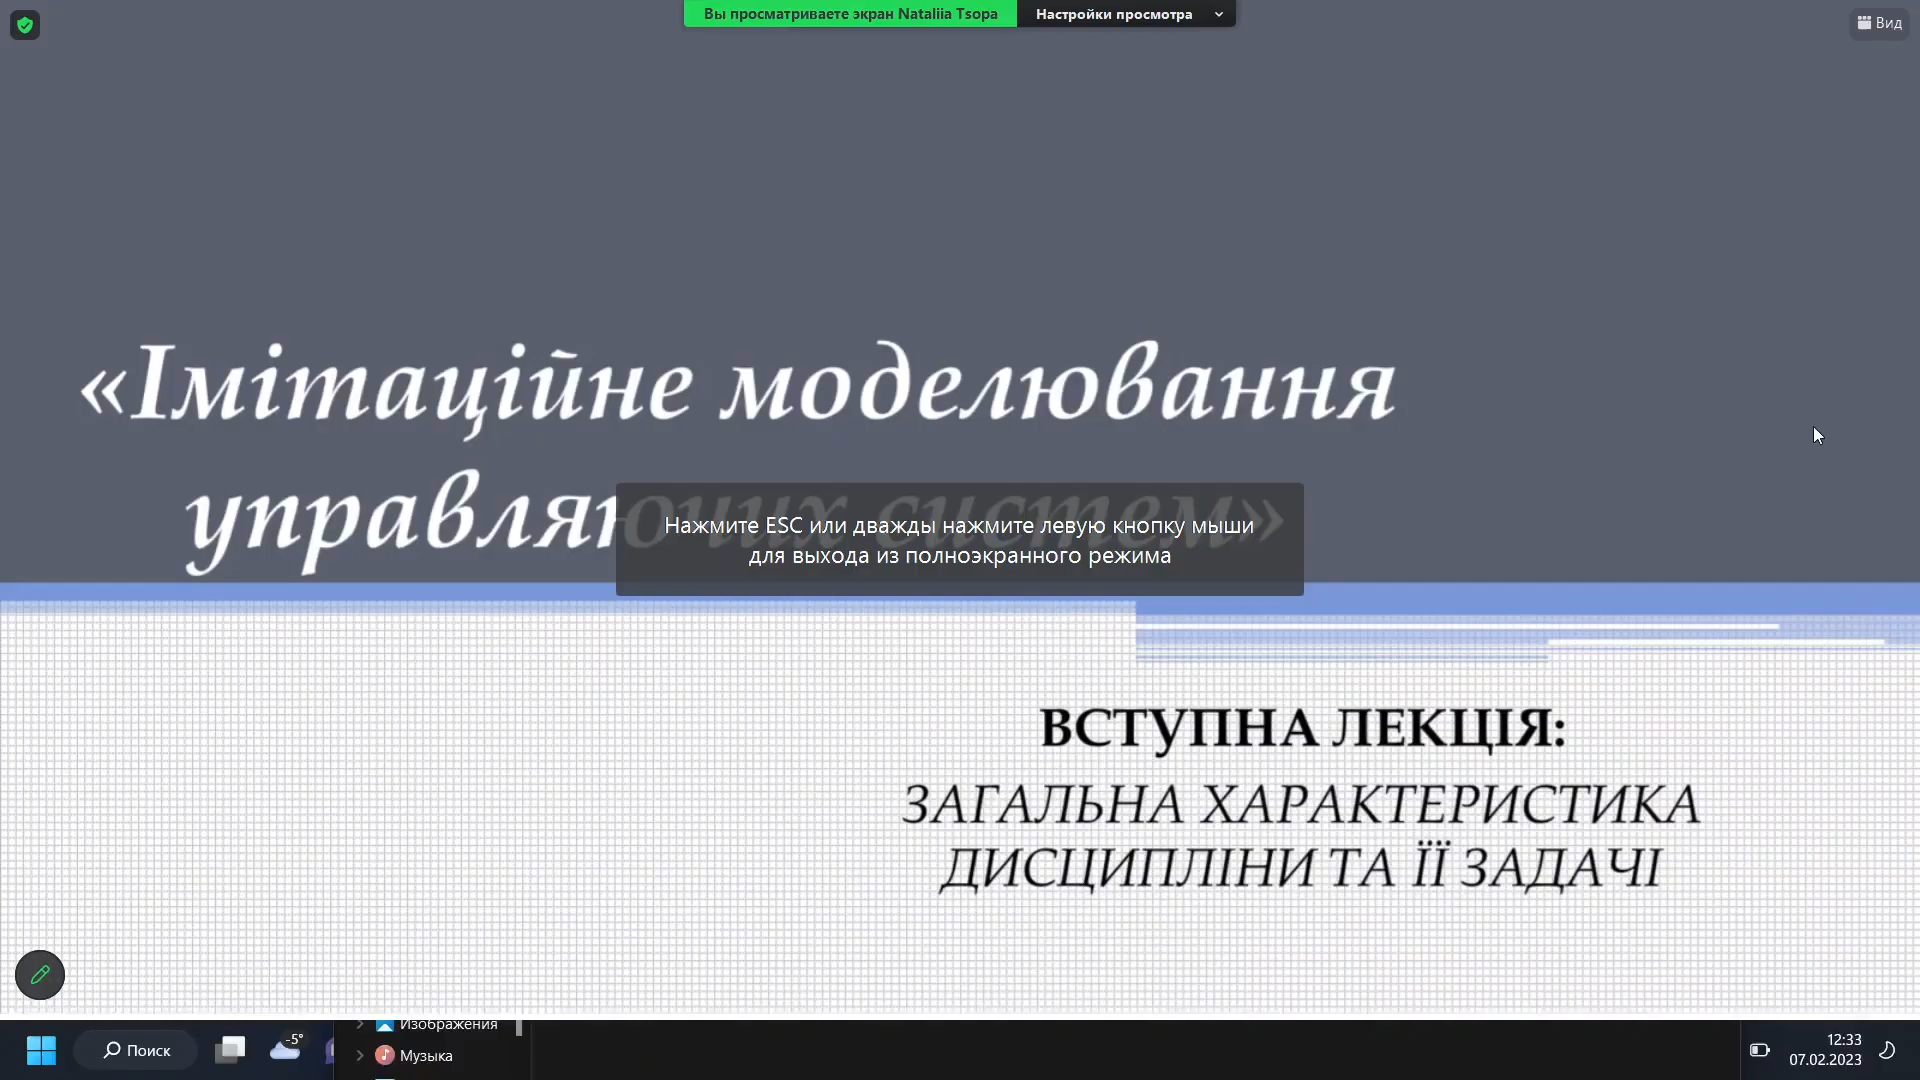 Вы просматриваете экран Nataliia Tsopa
Настройки просмотра
Вид
«Імітаційне моделювання
управляючих систем»
Нажмите ESC или дважды нажмите левую кнопку мыши
для выхода из полноэкранного режима
ВСТУПНА ЛЕКЦІЯ:
ЗАГАЛЬНА ХАРАКТЕРИСТИКА
ДИСЦИПЛІНИ ТА ЇЇ ЗАДАЧІ
Поиск
-5°
Изображения
Музыка
12:33
07.02.2023